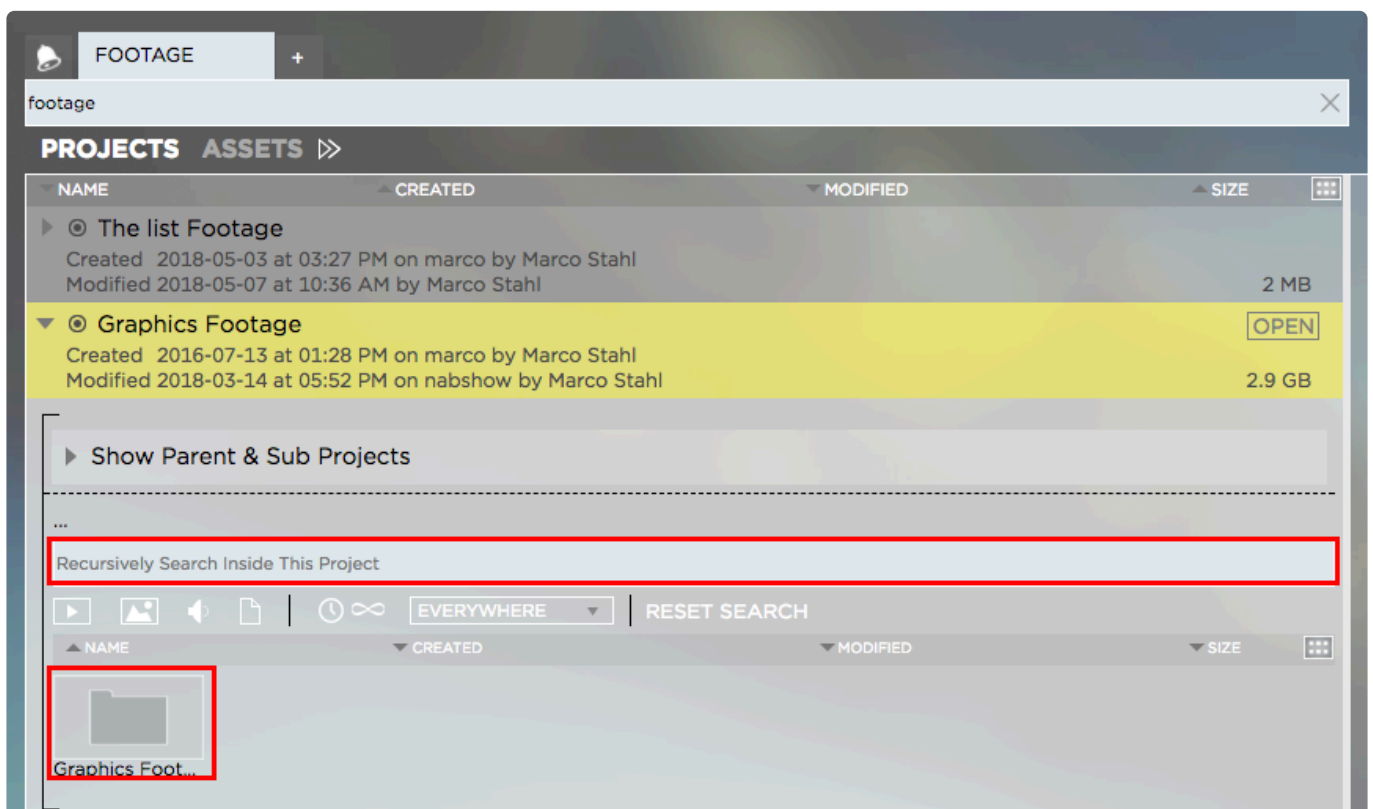 FOOTAGE +
footage
PROJECTS ASSETS
NAME CREATED MODIFIED SIZE
The list Footage
Created 2018-05-03 at 03:27 PM on marco by Marco Stahl
Modified 2018-05-07 at 10:36 AM by Marco Stahl 2 MB
Graphics Footage OPEN
Created 2016-07-13 at 01:28 PM on marco by Marco Stahl
Modified 2018-03-14 at 05:52 PM on nabshow by Marco Stahl 2.9 GB
Show Parent & Sub Projects
...
Recursively Search Inside This Project
EVERYWHERE RESET SEARCH
NAME CREATED MODIFIED SIZE
Graphics Foot...